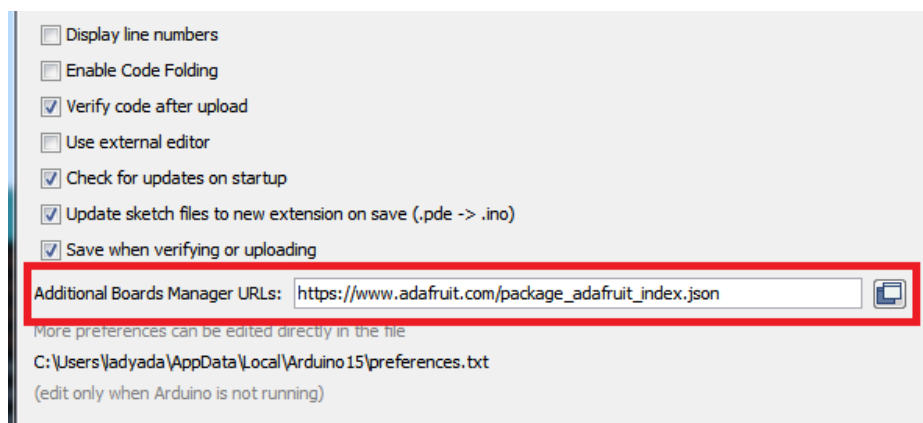 Display line numbers
Enable Code Folding
Verify code after upload
Use external editor
Check for updates on startup
Update sketch files to new extension on save (.pde -> .ino)
Save when verifying or uploading
Additional Boards Manager URLs: https://www.adafruit.com/package_adafruit_index.json
More preferences can be edited directly in the file
C:\Users\ladyada\AppData\Local\Arduino15\preferences.txt
(edit only when Arduino is not running)